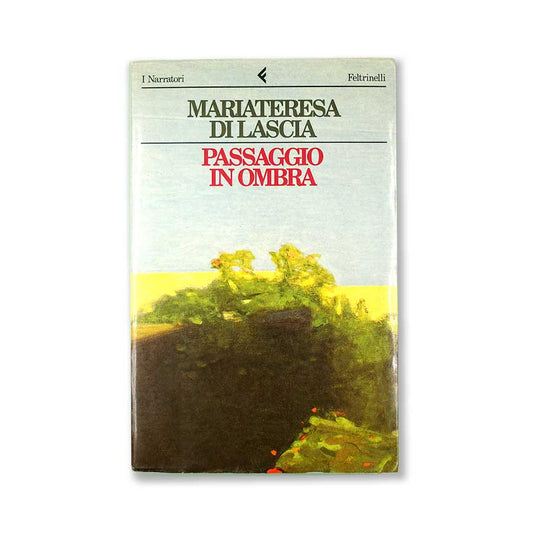 I Narratori Feltrinelli
MARIATERESA
DI LASCIA
PASSAGGIO
IN OMBRA